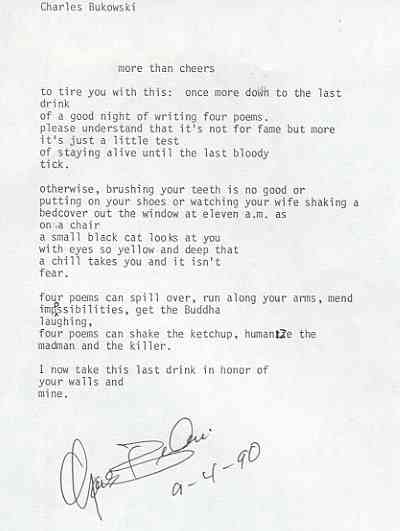 Charles Bukowski
more than cheers
to tire you with this: once more down to the last
drink
of a good night of writing four poems.
please understand that it's not for fame but more
it's just a little test
of staying alive until the last bloody
tick.
otherwise, brushing your teeth is no good or
putting on your shoes or watching your wife shaking a
bedcover out the window at eleven a.m. as
on a chair
a small black cat looks at you
with eyes so yellow and deep that
a chill takes you and it isn't
fear.
four poems can spill over, run along your arms, mend
impossibilities, get the Buddha
laughing,
four poems can shake the ketchup, humanize the
madman and the killer.
I now take this last drink in honor of
your walls and
mine.
9-4-90